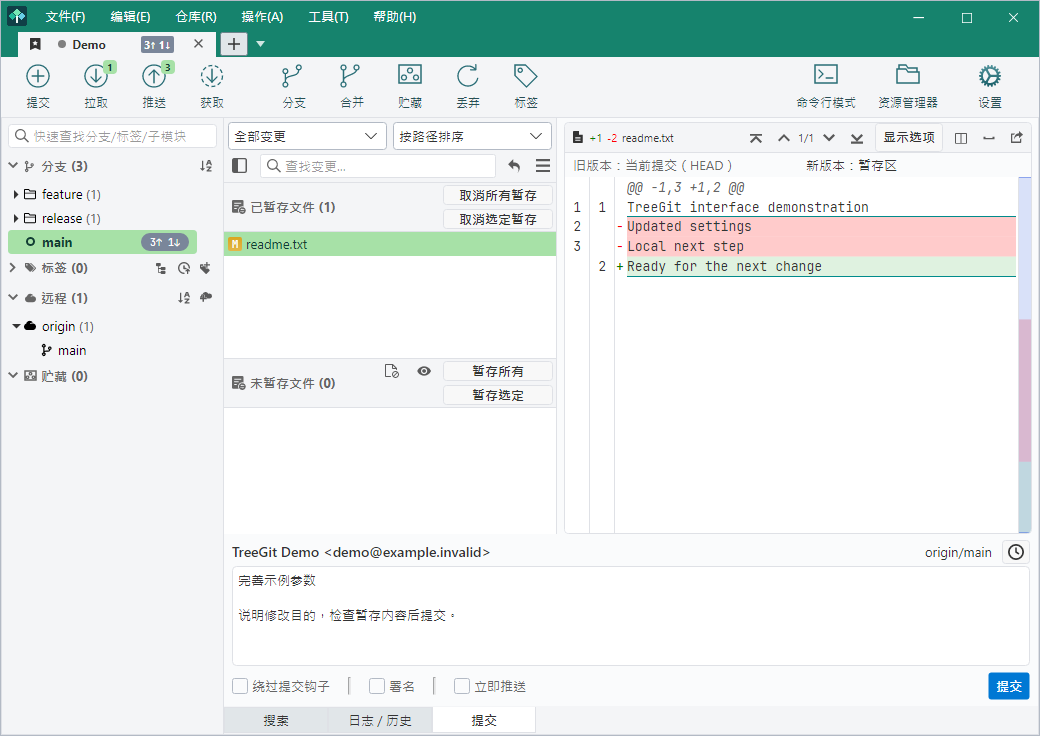 文件(F) 编辑(E) 仓库(R) 操作(A) 工具(T) 帮助(H)
Demo 3↑ 1↓
1 3
提交 拉取 推送 获取 分支 合并 贮藏 丢弃 标签 命令行模式 资源管理器 设置
快速查找分支/标签/子模块
分支 (3)
feature (1)
release (1)
main 3↑ 1↓
标签 (0)
远程 (1)
origin (1)
main
贮藏 (0)
全部变更 按路径排序
查找变更...
已暂存文件 (1)
取消所有暂存
取消选定暂存
M readme.txt
未暂存文件 (0)
暂存所有
暂存选定
+1 -2 readme.txt 1/1 显示选项
旧版本：当前提交（HEAD） 新版本：暂存区
@@ -1,3 +1,2 @@
1 1 TreeGit interface demonstration
2 -Updated settings
3 -Local next step
2 +Ready for the next change
TreeGit Demo <demo@example.invalid> origin/main
完善示例参数
说明修改目的，检查暂存内容后提交。
绕过提交钩子 署名 立即推送 提交
搜索 日志 / 历史 提交